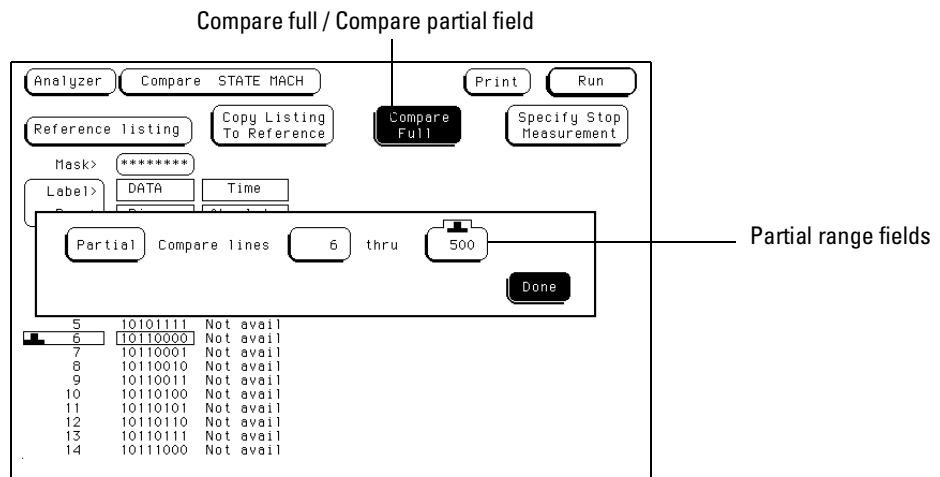 Compare full / Compare partial field
Analyzer Compare STATE MACH Print Run
Reference listing Copy Listing To Reference Compare Full Specify Stop Measurement
Mask> ********
Label> DATA Time
Partial Compare lines 6 thru 500
Partial range fields
Done
5 10101111 Not avail
6 10110000 Not avail
7 10110001 Not avail
8 10110010 Not avail
9 10110011 Not avail
10 10110100 Not avail
11 10110101 Not avail
12 10110110 Not avail
13 10110111 Not avail
14 10111000 Not avail